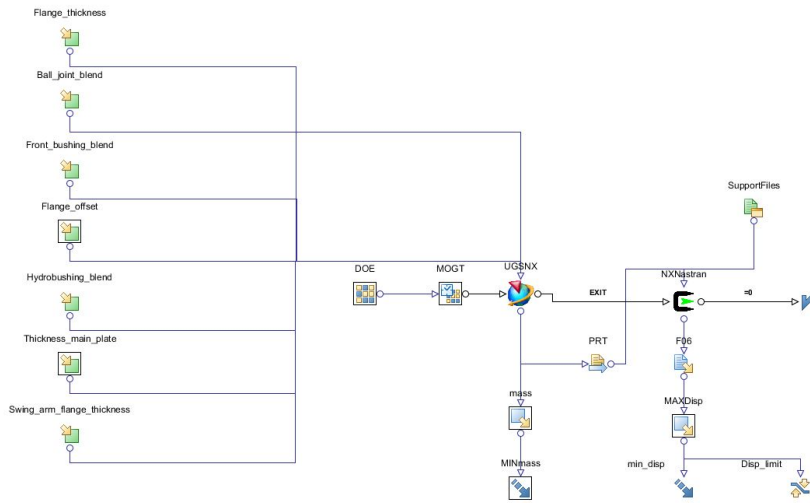 Flange_thickness
Ball_joint_blend
Front_bushing_blend
Flange_offset
Hydrobushing_blend
Thickness_main_plate
Swing_arm_flange_thickness
DOE
MOGT
UGSNX
EXIT
NXNastran
=0
SupportFiles
PRT
F06
mass
MAXDisp
MINmass
min_disp
Disp_limit